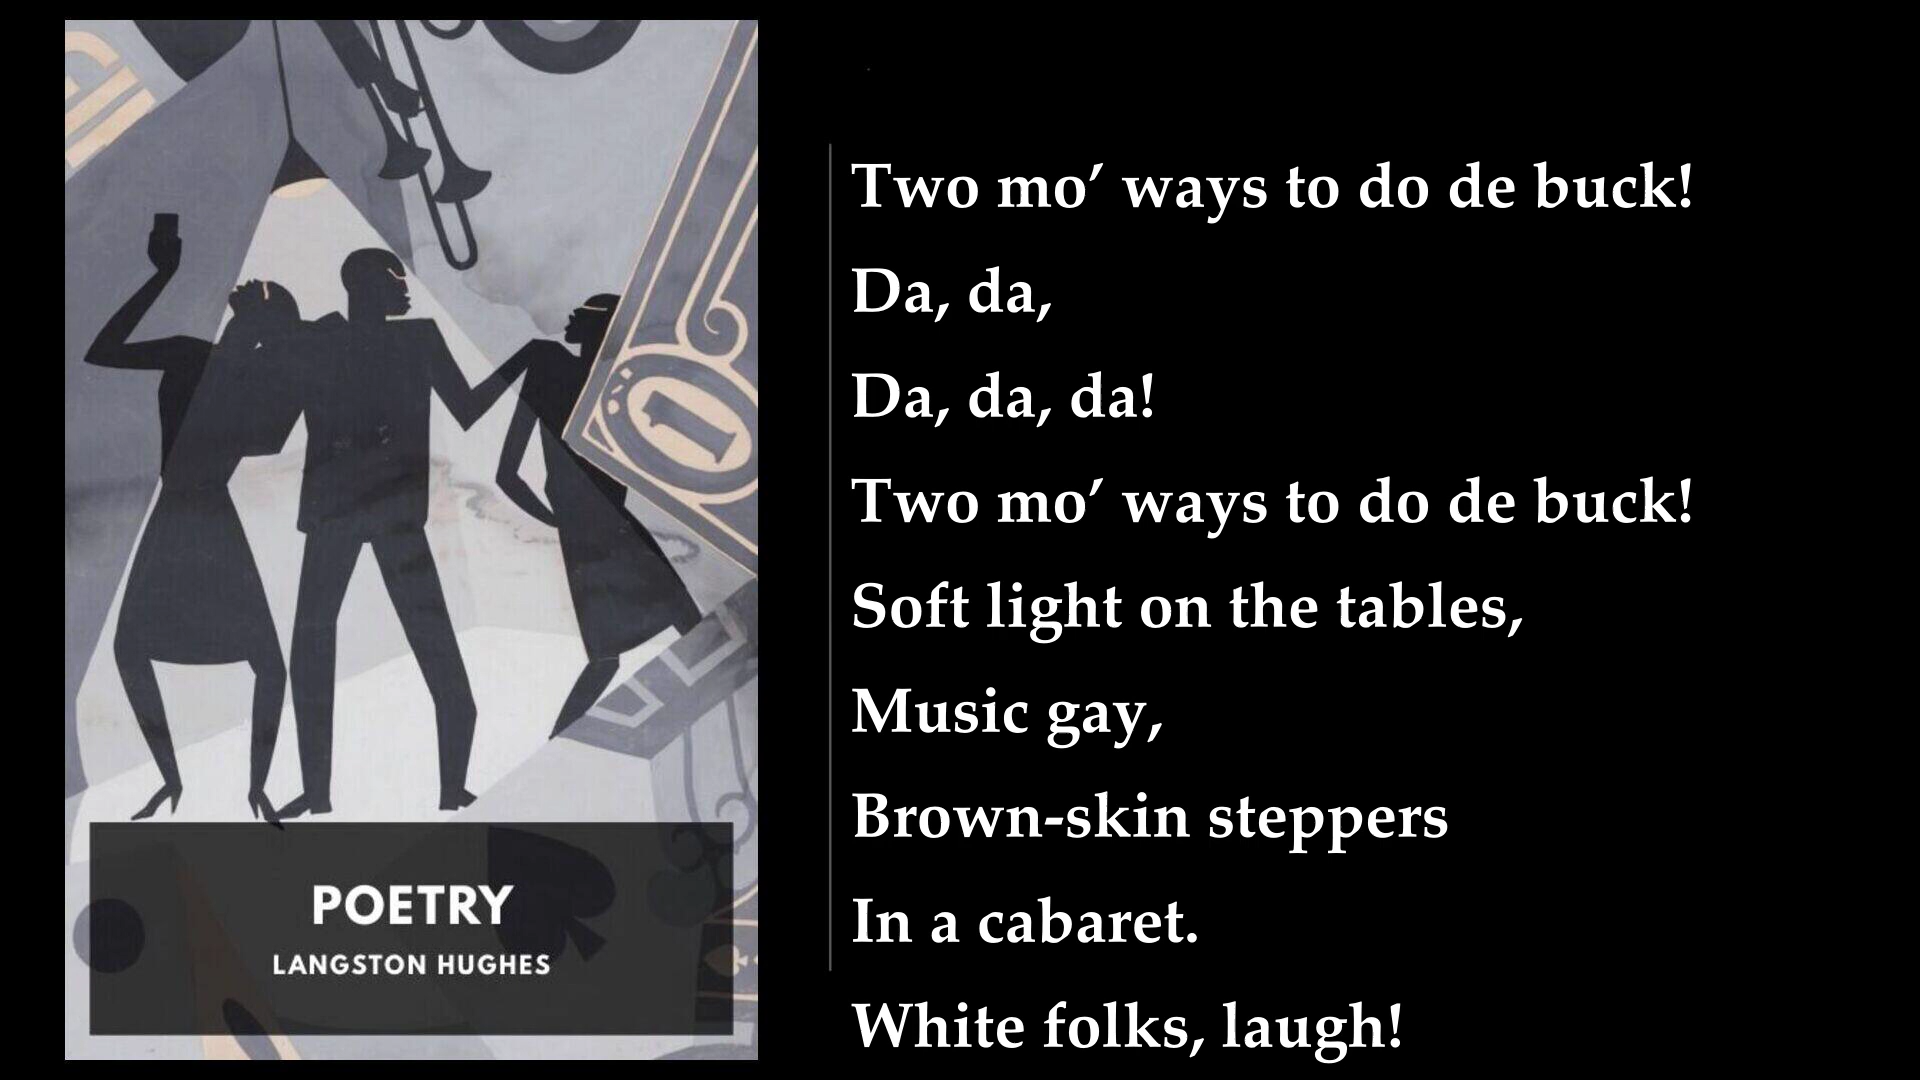 POETRY
LANGSTON HUGHES
Two mo’ ways to do de buck!
Da, da,
Da, da, da!
Two mo’ ways to do de buck!
Soft light on the tables,
Music gay,
Brown-skin steppers
In a cabaret.
White folks, laugh!